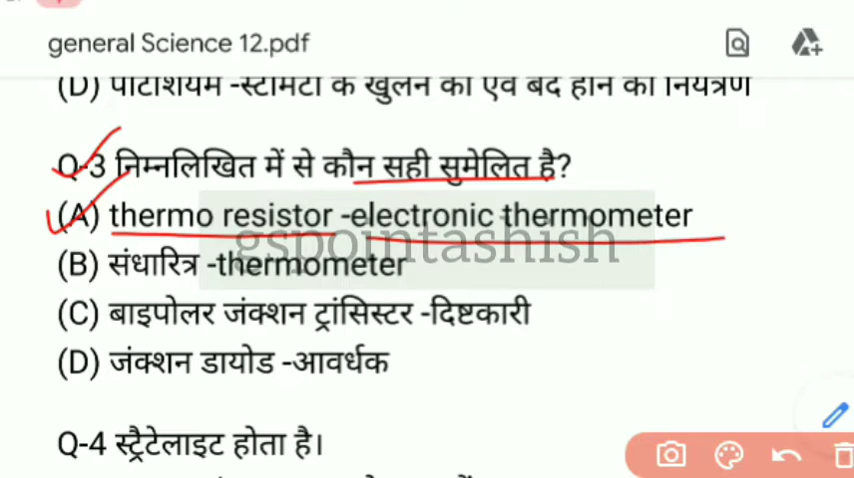 general Science 12.pdf
(D) पोटाशियम -स्टोमेटा के खुलने का एवं बंद होने का नियंत्रण
Q-3 निम्नलिखित में से कौन सही सुमेलित है?
(A) thermo resistor -electronic thermometer
gspointashish
(B) संधारित्र -thermometer
(C) बाइपोलर जंक्शन ट्रांसिस्टर -दिष्टकारी
(D) जंक्शन डायोड -आवर्धक
Q-4 स्ट्रैटेलाइट होता है।